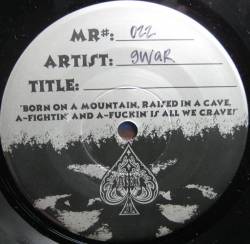 MR#: 022
ARTIST: GWAR
TITLE:
"BORN ON A MOUNTAIN, RAISED IN A CAVE,
A-FIGHTIN' AND A-FUCKIN' IS ALL WE CRAVE!"